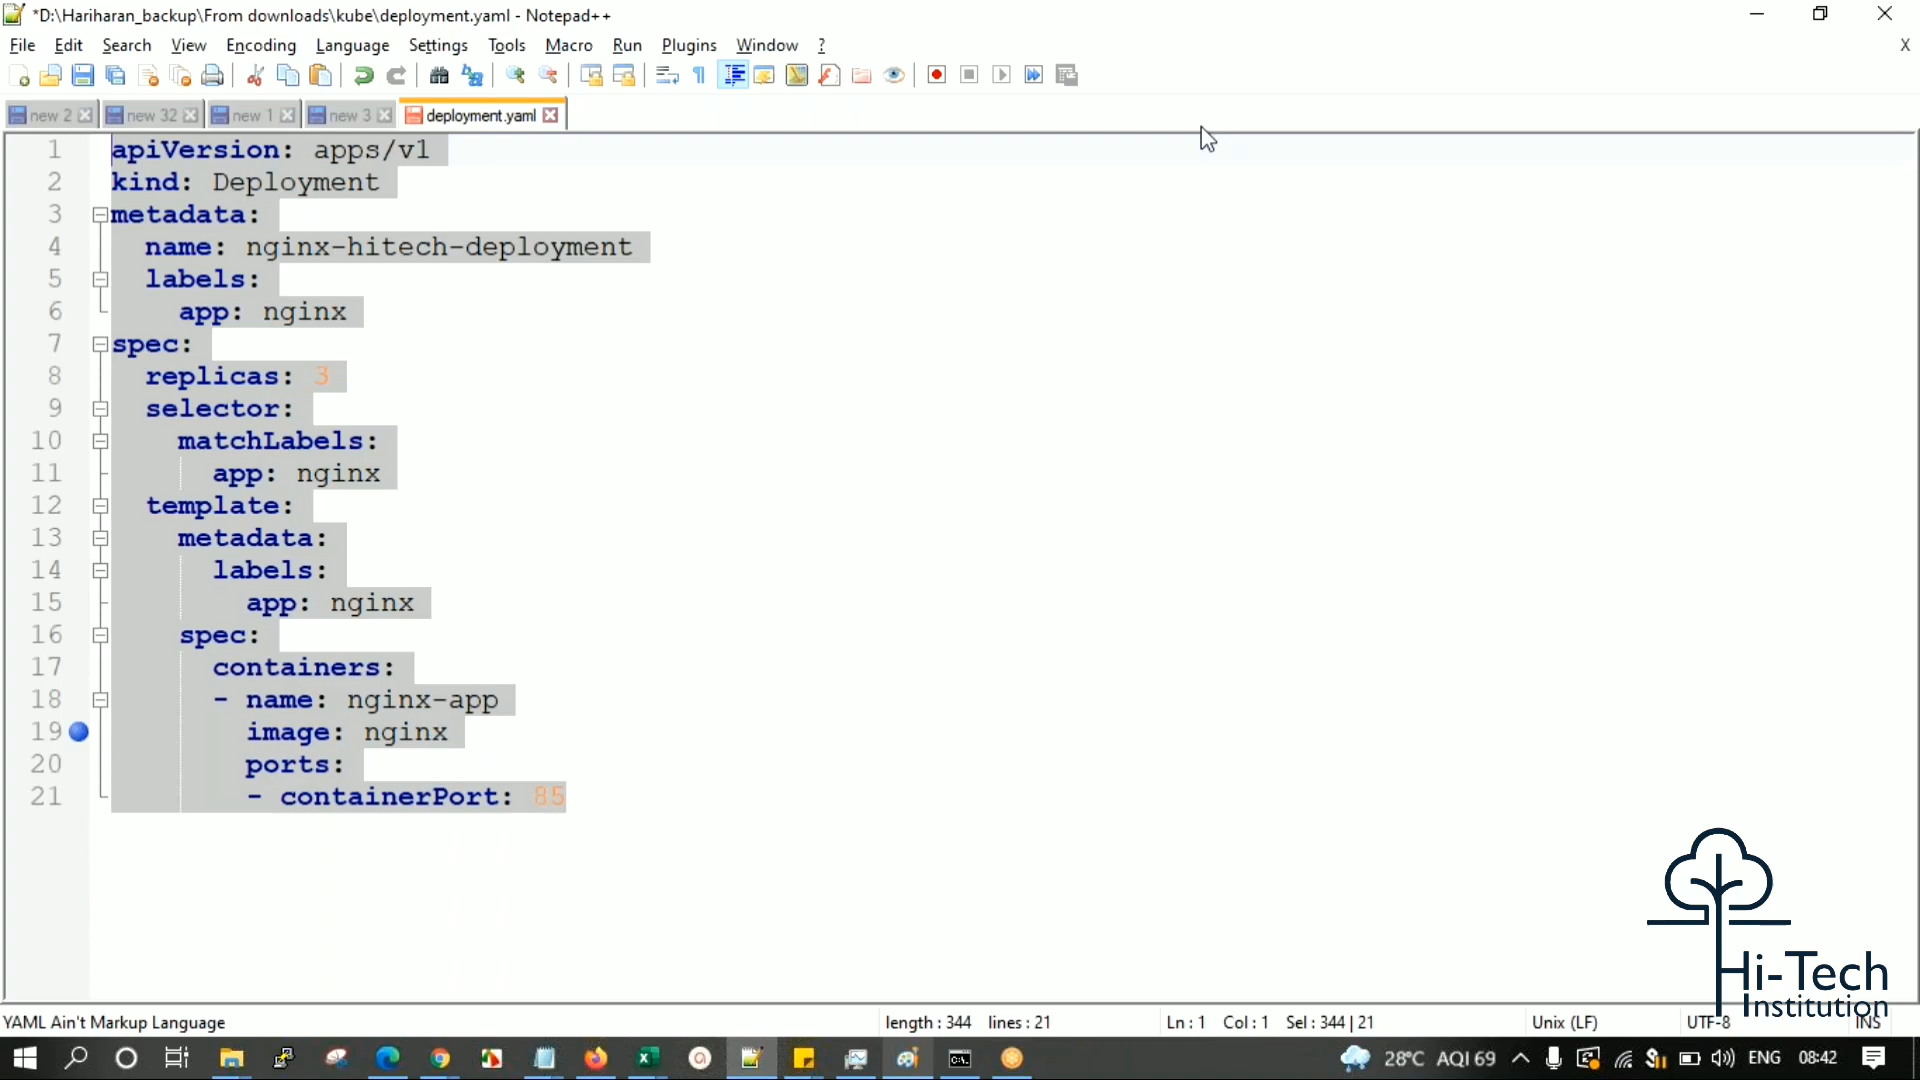 *D:\Hariharan_backup\From downloads\kube\deployment.yaml - Notepad++
File Edit Search View Encoding Language Settings Tools Macro Run Plugins Window ? X
new 2 new 32 new 1 new 3 deployment.yaml
1 apiVersion: apps/v1
2 kind: Deployment
3 metadata:
4 name: nginx-hitech-deployment
5 labels:
6 app: nginx
7 spec:
8 replicas: 3
9 selector:
10 matchLabels:
11 app: nginx
12 template:
13 metadata:
14 labels:
15 app: nginx
16 spec:
17 containers:
18 - name: nginx-app
19 image: nginx
20 ports:
21 - containerPort: 85
Hi-Tech
Institution
YAML Ain't Markup Language length : 344 lines : 21 Ln : 1 Col : 1 Sel : 344 | 21 Unix (LF) UTF-8 INS
28°C AQI 69 ENG 08:42